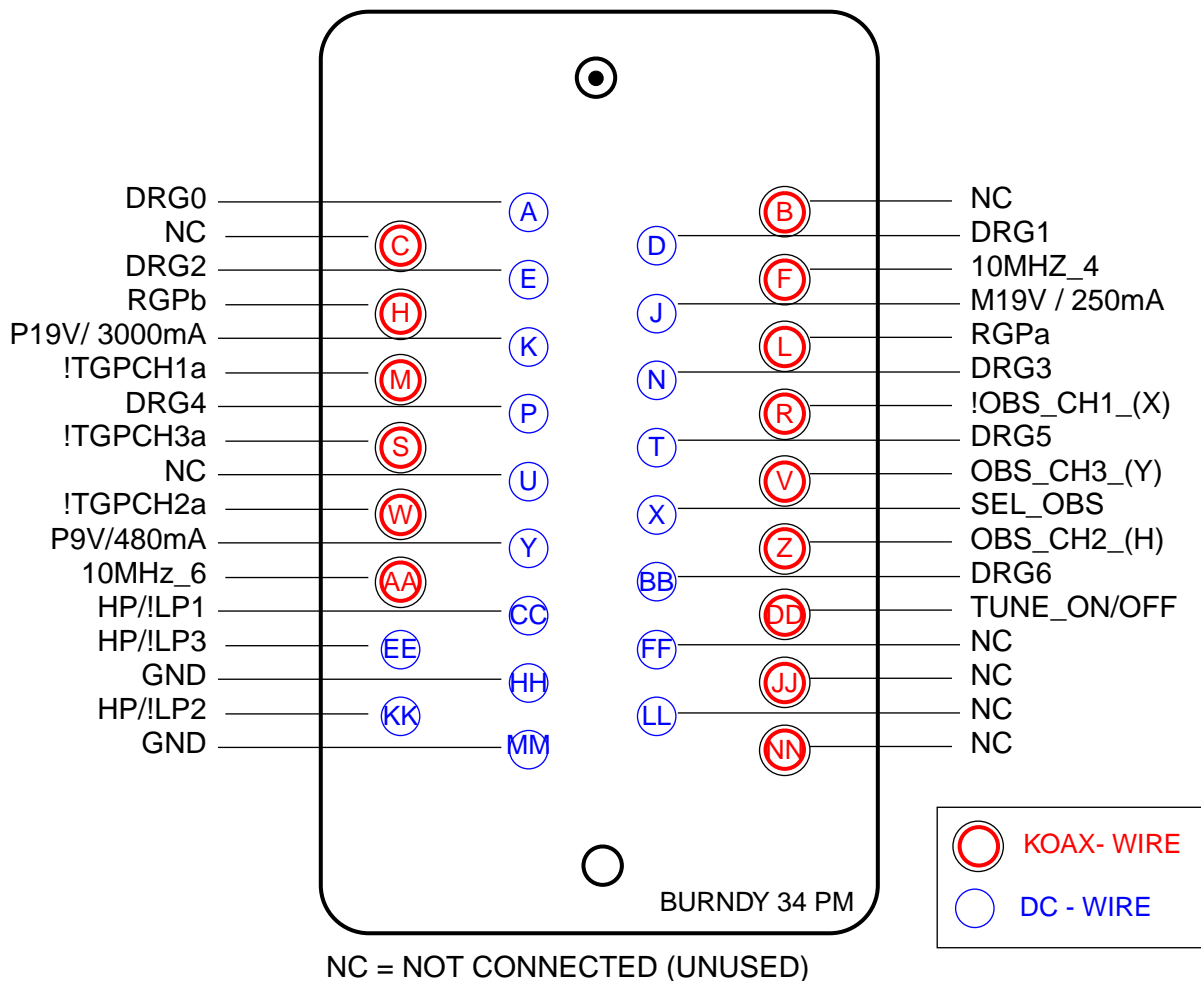 DRG0 A B NC
NC C D DRG1
DRG2 E F 10MHZ_4
RGPb H J M19V / 250mA
P19V/ 3000mA K L RGPa
!TGPCH1a M N DRG3
DRG4 P R !OBS_CH1_(X)
!TGPCH3a S T DRG5
NC U V OBS_CH3_(Y)
!TGPCH2a W X SEL_OBS
P9V/480mA Y Z OBS_CH2_(H)
10MHz_6 AA BB DRG6
HP/!LP1 CC DD TUNE_ON/OFF
HP/!LP3 EE FF NC
GND HH JJ NC
HP/!LP2 KK LL NC
GND MM NN NC
KOAX- WIRE
DC - WIRE
BURNDY 34 PM
NC = NOT CONNECTED (UNUSED)